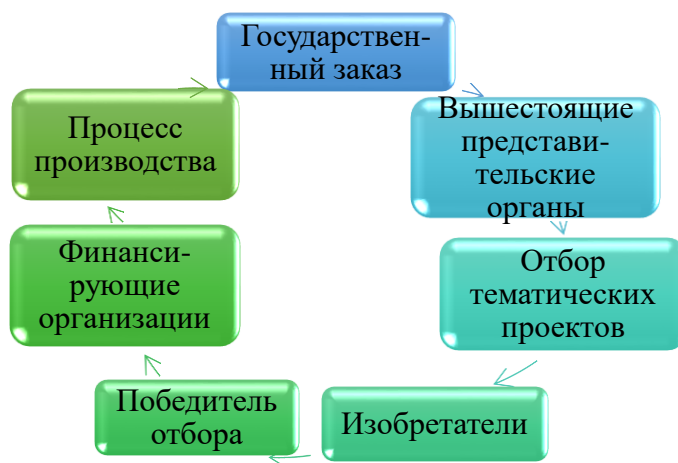 Государствен-
ный заказ
Вышестоящие
представи-
тельские
органы
Отбор
тематических
проектов
Изобретатели
Победитель
отбора
Финанси-
рующие
организации
Процесс
производства